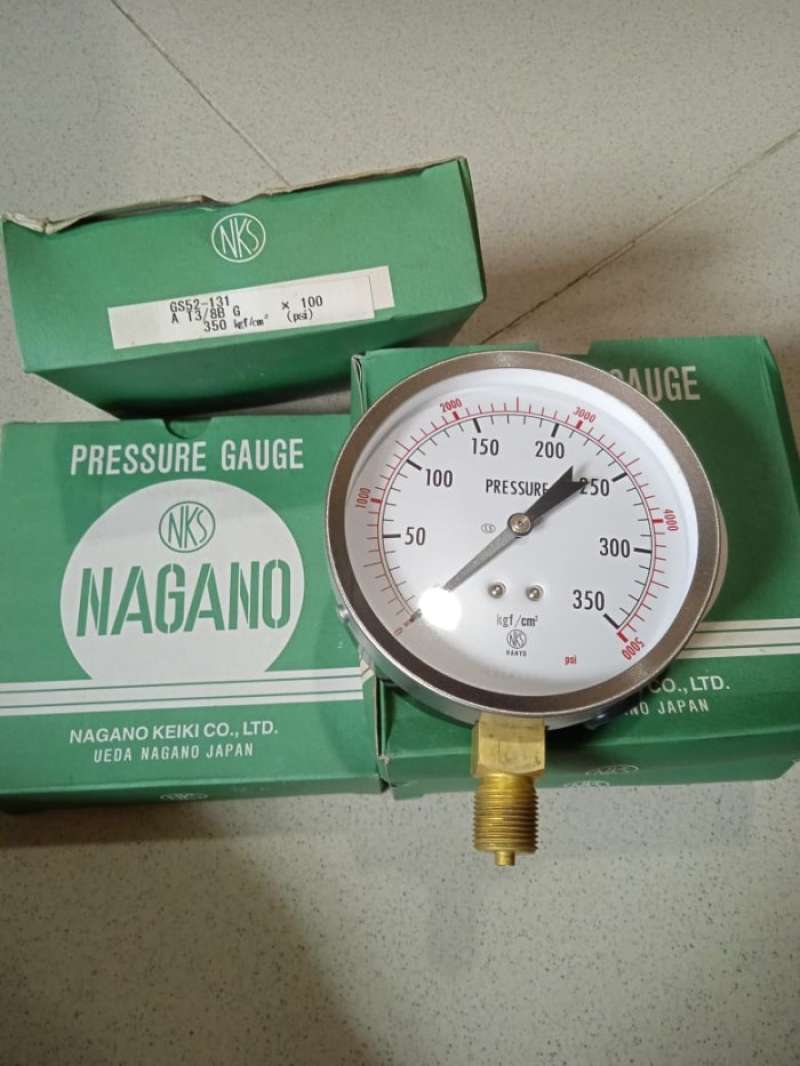 NKS
GS52-131
A T3/8B G × 100
350 kgf/cm² (psi)
PRESSURE GAUGE
NKS
NAGANO
NAGANO KEIKI CO., LTD.
UEDA NAGANO JAPAN
GAUGE
CO., LTD.
NO JAPAN
0
50
100
150
200
250
300
350
1000
2000
3000
4000
5000
PRESSURE
kgf/cm²
NKS
psi
NKS